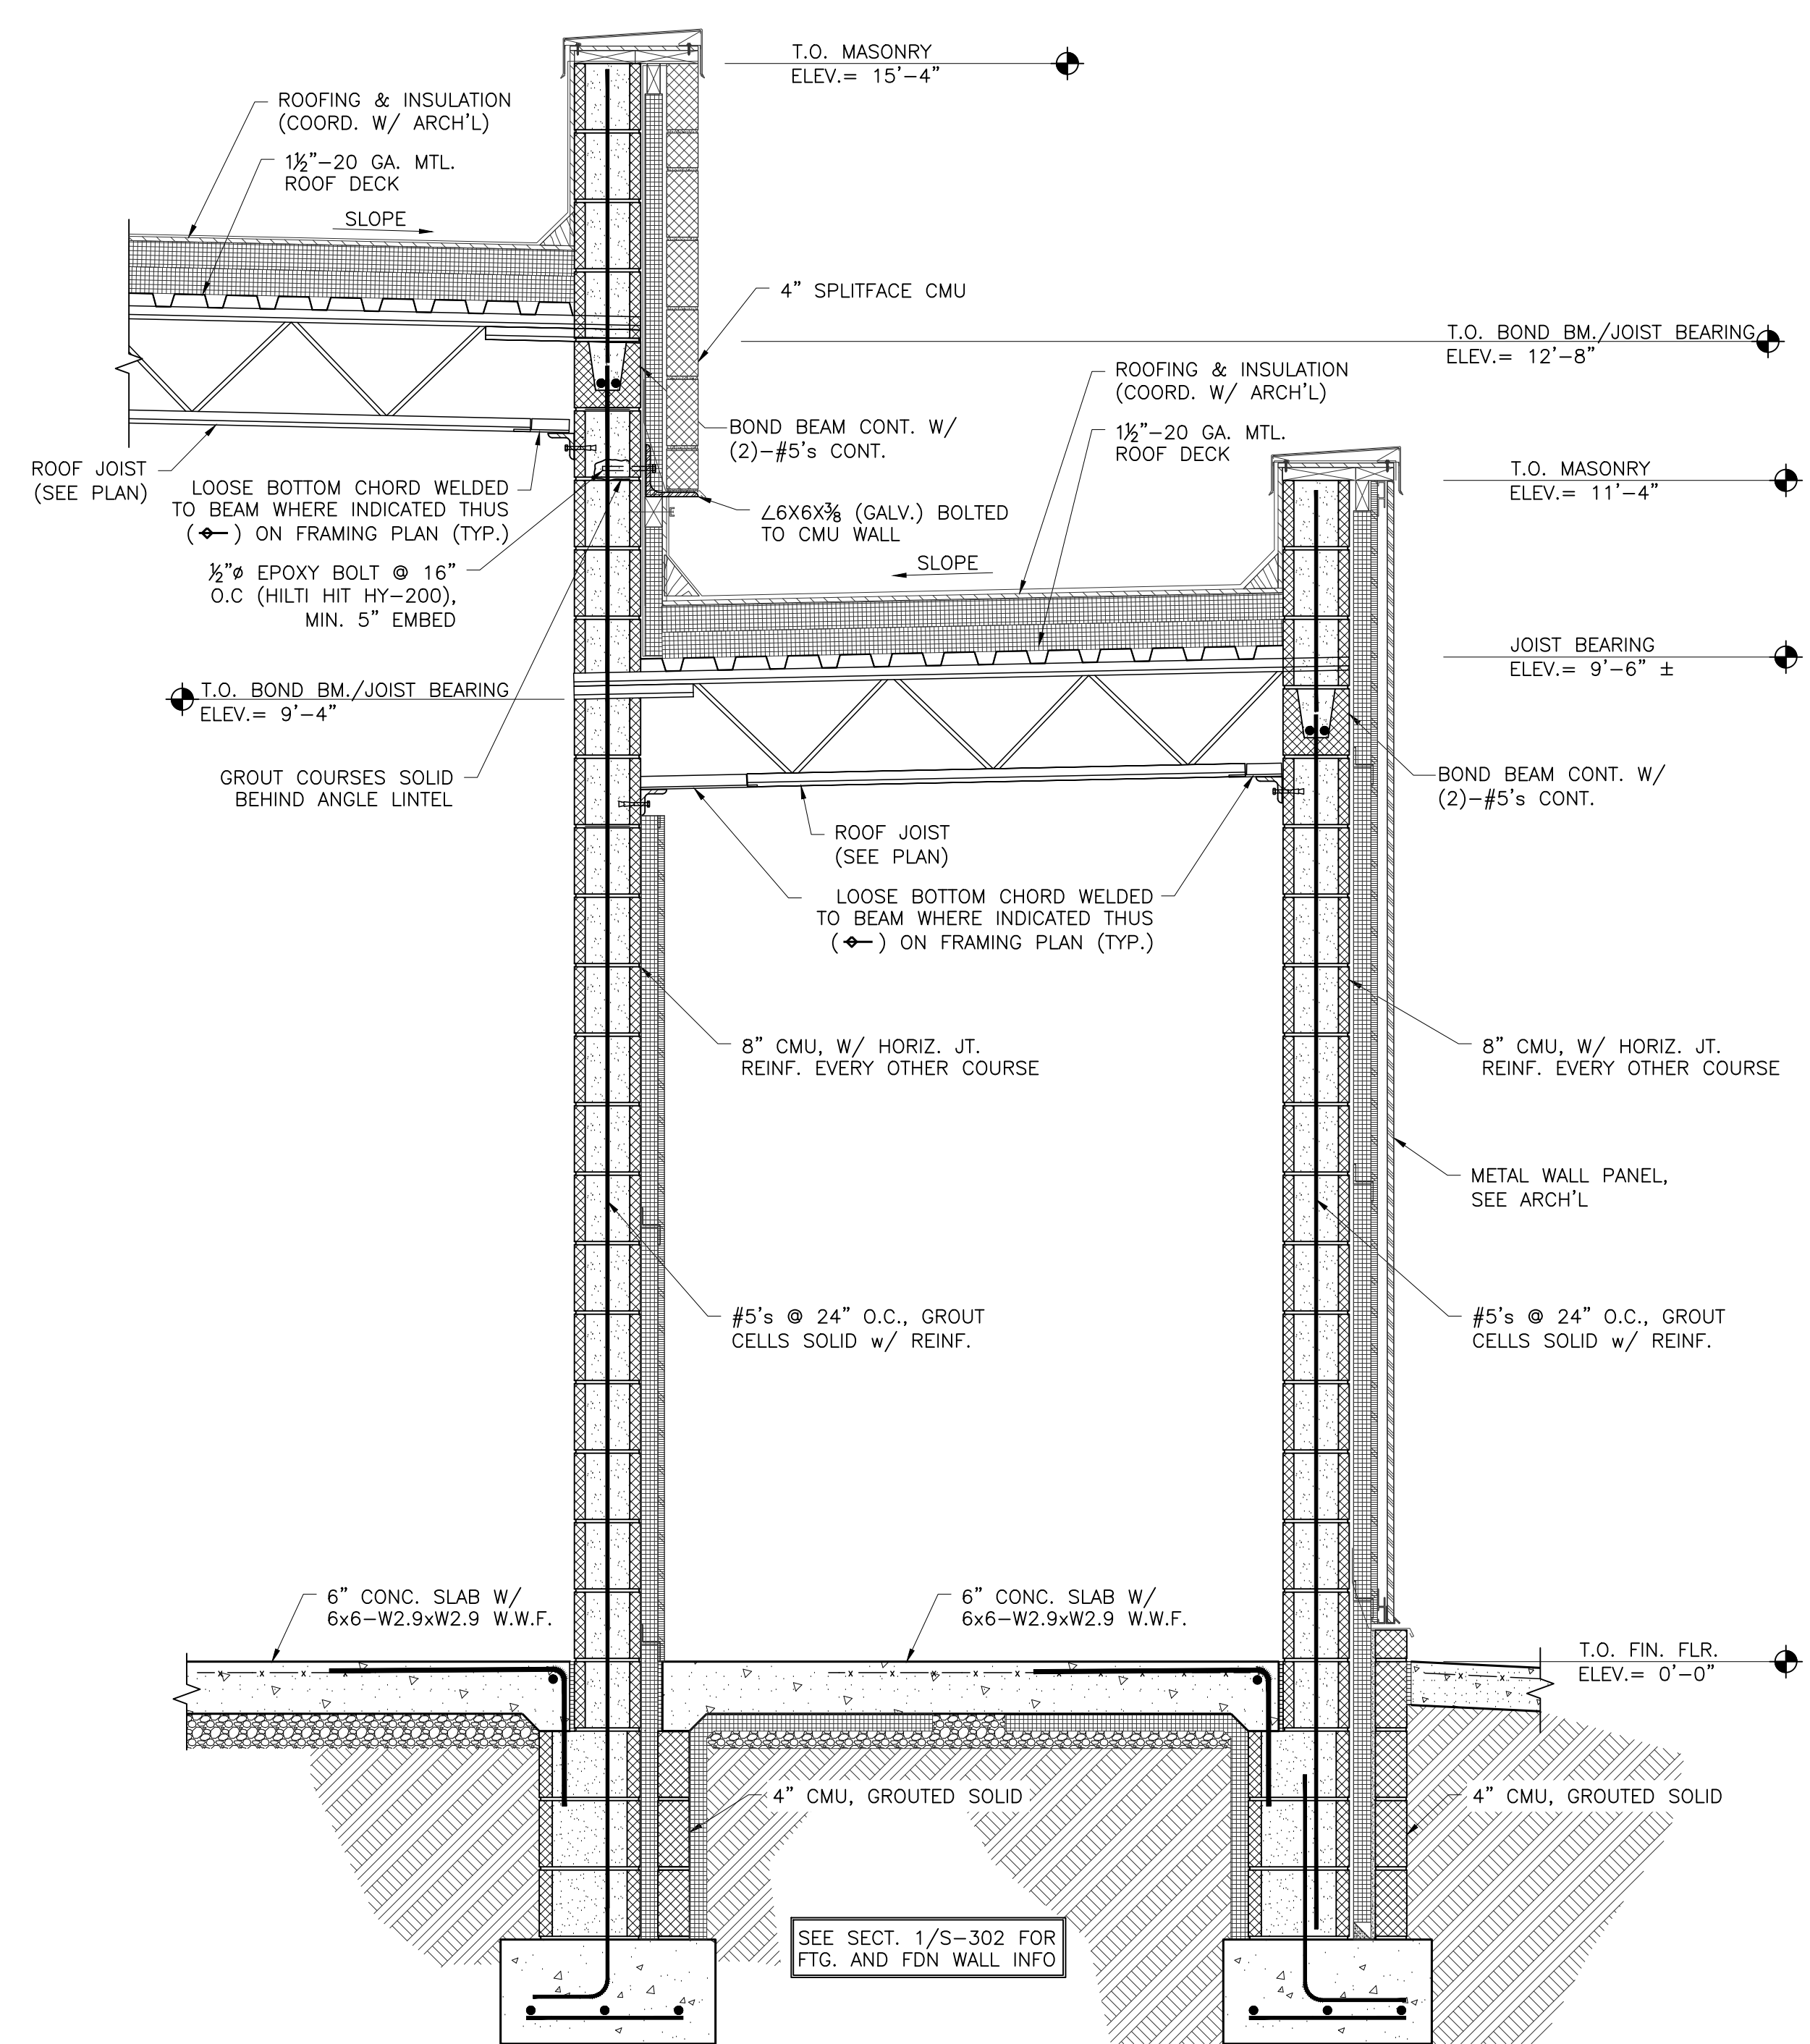 T.O. MASONRY
ELEV.= 15'-4"
ROOFING & INSULATION
(COORD. W/ ARCH'L)
1½"-20 GA. MTL.
ROOF DECK
SLOPE
4" SPLITFACE CMU
T.O. BOND BM./JOIST BEARING
ELEV.= 12'-8"
ROOFING & INSULATION
(COORD. W/ ARCH'L)
1½"-20 GA. MTL.
ROOF DECK
BOND BEAM CONT. W/
(2)-#5's CONT.
ROOF JOIST
(SEE PLAN)
T.O. MASONRY
ELEV.= 11'-4"
LOOSE BOTTOM CHORD WELDED
TO BEAM WHERE INDICATED THUS
( ) ON FRAMING PLAN (TYP.)
∠6X6X⅜ (GALV.) BOLTED
TO CMU WALL
½"ø EPOXY BOLT @ 16"
O.C (HILTI HIT HY-200),
MIN. 5" EMBED
SLOPE
JOIST BEARING
ELEV.= 9'-6" ±
T.O. BOND BM./JOIST BEARING
ELEV.= 9'-4"
GROUT COURSES SOLID
BEHIND ANGLE LINTEL
BOND BEAM CONT. W/
(2)-#5's CONT.
ROOF JOIST
(SEE PLAN)
LOOSE BOTTOM CHORD WELDED
TO BEAM WHERE INDICATED THUS
( ) ON FRAMING PLAN (TYP.)
8" CMU, W/ HORIZ. JT.
REINF. EVERY OTHER COURSE
8" CMU, W/ HORIZ. JT.
REINF. EVERY OTHER COURSE
METAL WALL PANEL,
SEE ARCH'L
#5's @ 24" O.C., GROUT
CELLS SOLID w/ REINF.
#5's @ 24" O.C., GROUT
CELLS SOLID w/ REINF.
6" CONC. SLAB W/
6x6-W2.9xW2.9 W.W.F.
6" CONC. SLAB W/
6x6-W2.9xW2.9 W.W.F.
T.O. FIN. FLR.
ELEV.= 0'-0"
4" CMU, GROUTED SOLID
4" CMU, GROUTED SOLID
SEE SECT. 1/S-302 FOR
FTG. AND FDN WALL INFO